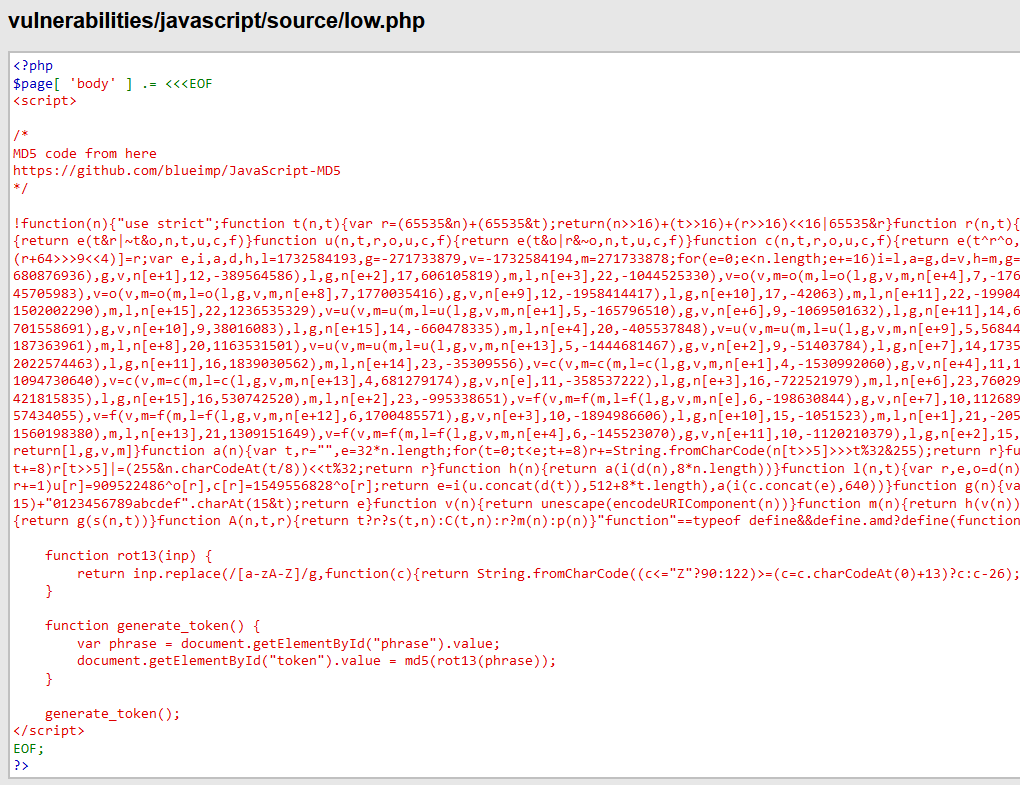 vulnerabilities/javascript/source/low.php
<?php
$page[ 'body' ] .= <<<EOF
<script>
/*
MD5 code from here
https://github.com/blueimp/JavaScript-MD5
*/
!function(n){"use strict";function t(n,t){var r=(65535&n)+(65535&t);return(n>>16)+(t>>16)+(r>>16)<<16|65535&r}function r(n,t){
{return e(t&r|~t&o,n,t,u,c,f)}function u(n,t,r,o,u,c,f){return e(t&o|r&~o,n,t,u,c,f)}function c(n,t,r,o,u,c,f){return e(t^r^o,
(r+64>>>9<<4)]=r;var e,i,a,d,h,l=1732584193,g=-271733879,v=-1732584194,m=271733878;for(e=0;e<n.length;e+=16)i=l,a=g,d=v,h=m,g=
680876936),g,v,n[e+1],12,-389564586),l,g,n[e+2],17,606105819),m,l,n[e+3],22,-1044525330),v=o(v,m=o(m,l=o(l,g,v,m,n[e+4],7,-176
45705983),v=o(v,m=o(m,l=o(l,g,v,m,n[e+8],7,1770035416),g,v,n[e+9],12,-1958414417),l,g,n[e+10],17,-42063),m,l,n[e+11],22,-19904
1502002290),m,l,n[e+15],22,1236535329),v=u(v,m=u(m,l=u(l,g,v,m,n[e+1],5,-165796510),g,v,n[e+6],9,-1069501632),l,g,n[e+11],14,6
701558691),g,v,n[e+10],9,38016083),l,g,n[e+15],14,-660478335),m,l,n[e+4],20,-405537848),v=u(v,m=u(m,l=u(l,g,v,m,n[e+9],5,56844
187363961),m,l,n[e+8],20,1163531501),v=u(v,m=u(m,l=u(l,g,v,m,n[e+13],5,-1444681467),g,v,n[e+2],9,-51403784),l,g,n[e+7],14,1735
2022574463),l,g,n[e+11],16,1839030562),m,l,n[e+14],23,-35309556),v=c(v,m=c(m,l=c(l,g,v,m,n[e+1],4,-1530992060),g,v,n[e+4],11,1
1094730640),v=c(v,m=c(m,l=c(l,g,v,m,n[e+13],4,681279174),g,v,n[e],11,-358537222),l,g,n[e+3],16,-722521979),m,l,n[e+6],23,76029
421815835),l,g,n[e+15],16,530742520),m,l,n[e+2],23,-995338651),v=f(v,m=f(m,l=f(l,g,v,m,n[e],6,-198630844),g,v,n[e+7],10,112689
57434055),v=f(v,m=f(m,l=f(l,g,v,m,n[e+12],6,1700485571),g,v,n[e+3],10,-1894986606),l,g,n[e+10],15,-1051523),m,l,n[e+1],21,-205
1560198380),m,l,n[e+13],21,1309151649),v=f(v,m=f(m,l=f(l,g,v,m,n[e+4],6,-145523070),g,v,n[e+11],10,-1120210379),l,g,n[e+2],15,
return[l,g,v,m]}function a(n){var t,r="",e=32*n.length;for(t=0;t<e;t+=8)r+=String.fromCharCode(n[t>>5]>>>t%32&255);return r}fu
t+=8)r[t>>5]|=(255&n.charCodeAt(t/8))<<t%32;return r}function h(n){return a(i(d(n),8*n.length))}function l(n,t){var r,e,o=d(n)
r+=1)u[r]=909522486^o[r],c[r]=1549556828^o[r];return e=i(u.concat(d(t)),512+8*t.length),a(i(c.concat(e),640))}function g(n){va
15)+"0123456789abcdef".charAt(15&t);return e}function v(n){return unescape(encodeURIComponent(n))}function m(n){return h(v(n))
{return g(s(n,t))}function A(n,t,r){return t?r?s(t,n):C(t,n):r?m(n):p(n)}"function"==typeof define&&define.amd?define(function
function rot13(inp) {
return inp.replace(/[a-zA-Z]/g,function(c){return String.fromCharCode((c<="Z"?90:122)>=(c=c.charCodeAt(0)+13)?c:c-26);
}
function generate_token() {
var phrase = document.getElementById("phrase").value;
document.getElementById("token").value = md5(rot13(phrase));
}
generate_token();
</script>
EOF;
?>